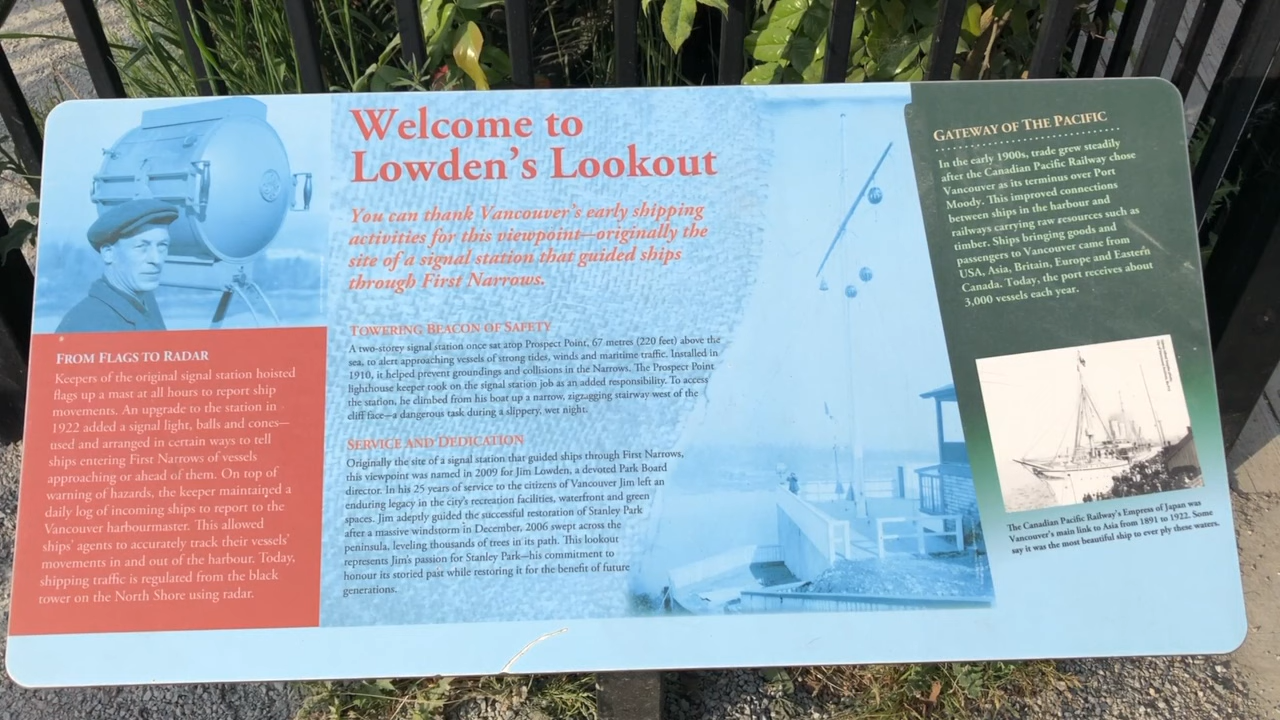 Welcome to
Lowden's Lookout
You can thank Vancouver's early shipping
activities for this viewpoint—originally the
site of a signal station that guided ships
through First Narrows.
TOWERING BEACON OF SAFETY
A two-storey signal station once sat atop Prospect Point, 67 metres (220 feet) above the
sea, to alert approaching vessels of strong tides, winds and maritime traffic. Installed in
1910, it helped prevent groundings and collisions in the Narrows. The Prospect Point
lighthouse keeper took on the signal station job as an added responsibility. To access
the station, he climbed from his boat up a narrow, zigzagging stairway west of the
cliff face—a dangerous task during a slippery, wet night.
SERVICE AND DEDICATION
Originally the site of a signal station that guided ships through First Narrows,
this viewpoint was named in 2009 for Jim Lowden, a devoted Park Board
director. In his 25 years of service to the citizens of Vancouver Jim left an
enduring legacy in the city's recreation facilities, waterfront and green
spaces. Jim adeptly guided the successful restoration of Stanley Park
after a massive windstorm in December, 2006 swept across the
peninsula, leveling thousands of trees in its path. This lookout
represents Jim's passion for Stanley Park—his commitment to
honour its storied past while restoring it for the benefit of future
generations.
FROM FLAGS TO RADAR
Keepers of the original signal station hoisted
flags up a mast at all hours to report ship
movements. An upgrade to the station in
1922 added a signal light, balls and cones—
used and arranged in certain ways to tell
ships entering First Narrows of vessels
approaching or ahead of them. On top of
warning of hazards, the keeper maintained a
daily log of incoming ships to report to the
Vancouver harbourmaster. This allowed
ships' agents to accurately track their vessels'
movements in and out of the harbour. Today,
shipping traffic is regulated from the black
tower on the North Shore using radar.
GATEWAY OF THE PACIFIC
In the early 1900s, trade grew steadily
after the Canadian Pacific Railway chose
Vancouver as its terminus over Port
Moody. This improved connections
between ships in the harbour and
railways carrying raw resources such as
timber. Ships bringing goods and
passengers to Vancouver came from
USA, Asia, Britain, Europe and Eastern
Canada. Today, the port receives about
3,000 vessels each year.
The Canadian Pacific Railway's Empress of Japan was
Vancouver's main link to Asia from 1891 to 1922. Some
say it was the most beautiful ship to ever ply these waters.